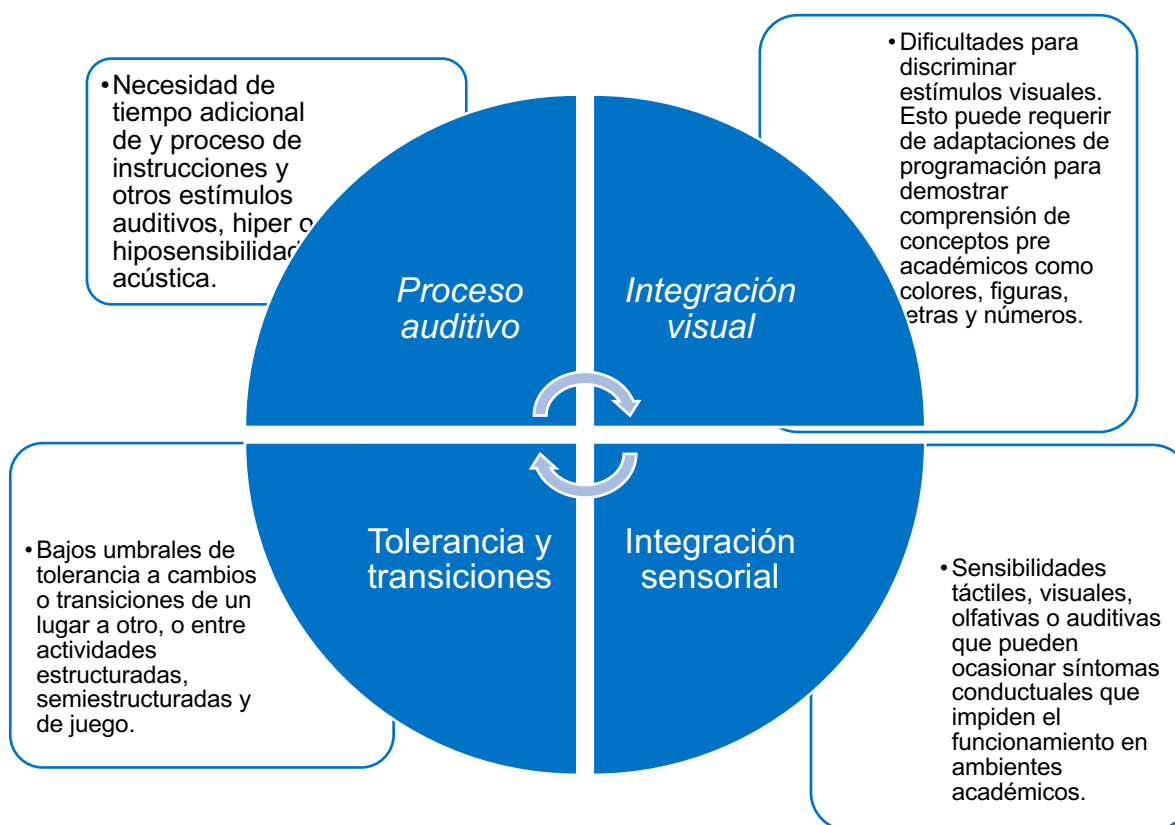 •Necesidad de
tiempo adicional
de y proceso de
instrucciones y
otros estímulos
auditivos, hiper o
hiposensibilidad
acústica.
•Dificultades para
discriminar
estímulos visuales.
Esto puede requerir
de adaptaciones de
programación para
demostrar
comprensión de
conceptos pre
académicos como
colores, figuras,
letras y números.
Proceso
auditivo
Integración
visual
Tolerancia y
transiciones
Integración
sensorial
•Bajos umbrales de
tolerancia a cambios
o transiciones de un
lugar a otro, o entre
actividades
estructuradas,
semiestructuradas y
de juego.
•Sensibilidades
táctiles, visuales,
olfativas o auditivas
que pueden
ocasionar síntomas
conductuales que
impiden el
funcionamiento en
ambientes
académicos.